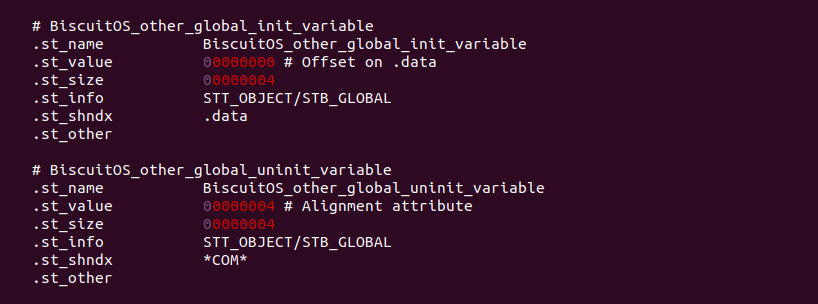 # BiscuitOS_other_global_init_variable
.st_name BiscuitOS_other_global_init_variable
.st_value 00000000 # Offset on .data
.st_size 00000004
.st_info STT_OBJECT/STB_GLOBAL
.st_shndx .data
.st_other
# BiscuitOS_other_global_uninit_variable
.st_name BiscuitOS_other_global_uninit_variable
.st_value 00000004 # Alignment attribute
.st_size 00000004
.st_info STT_OBJECT/STB_GLOBAL
.st_shndx *COM*
.st_other